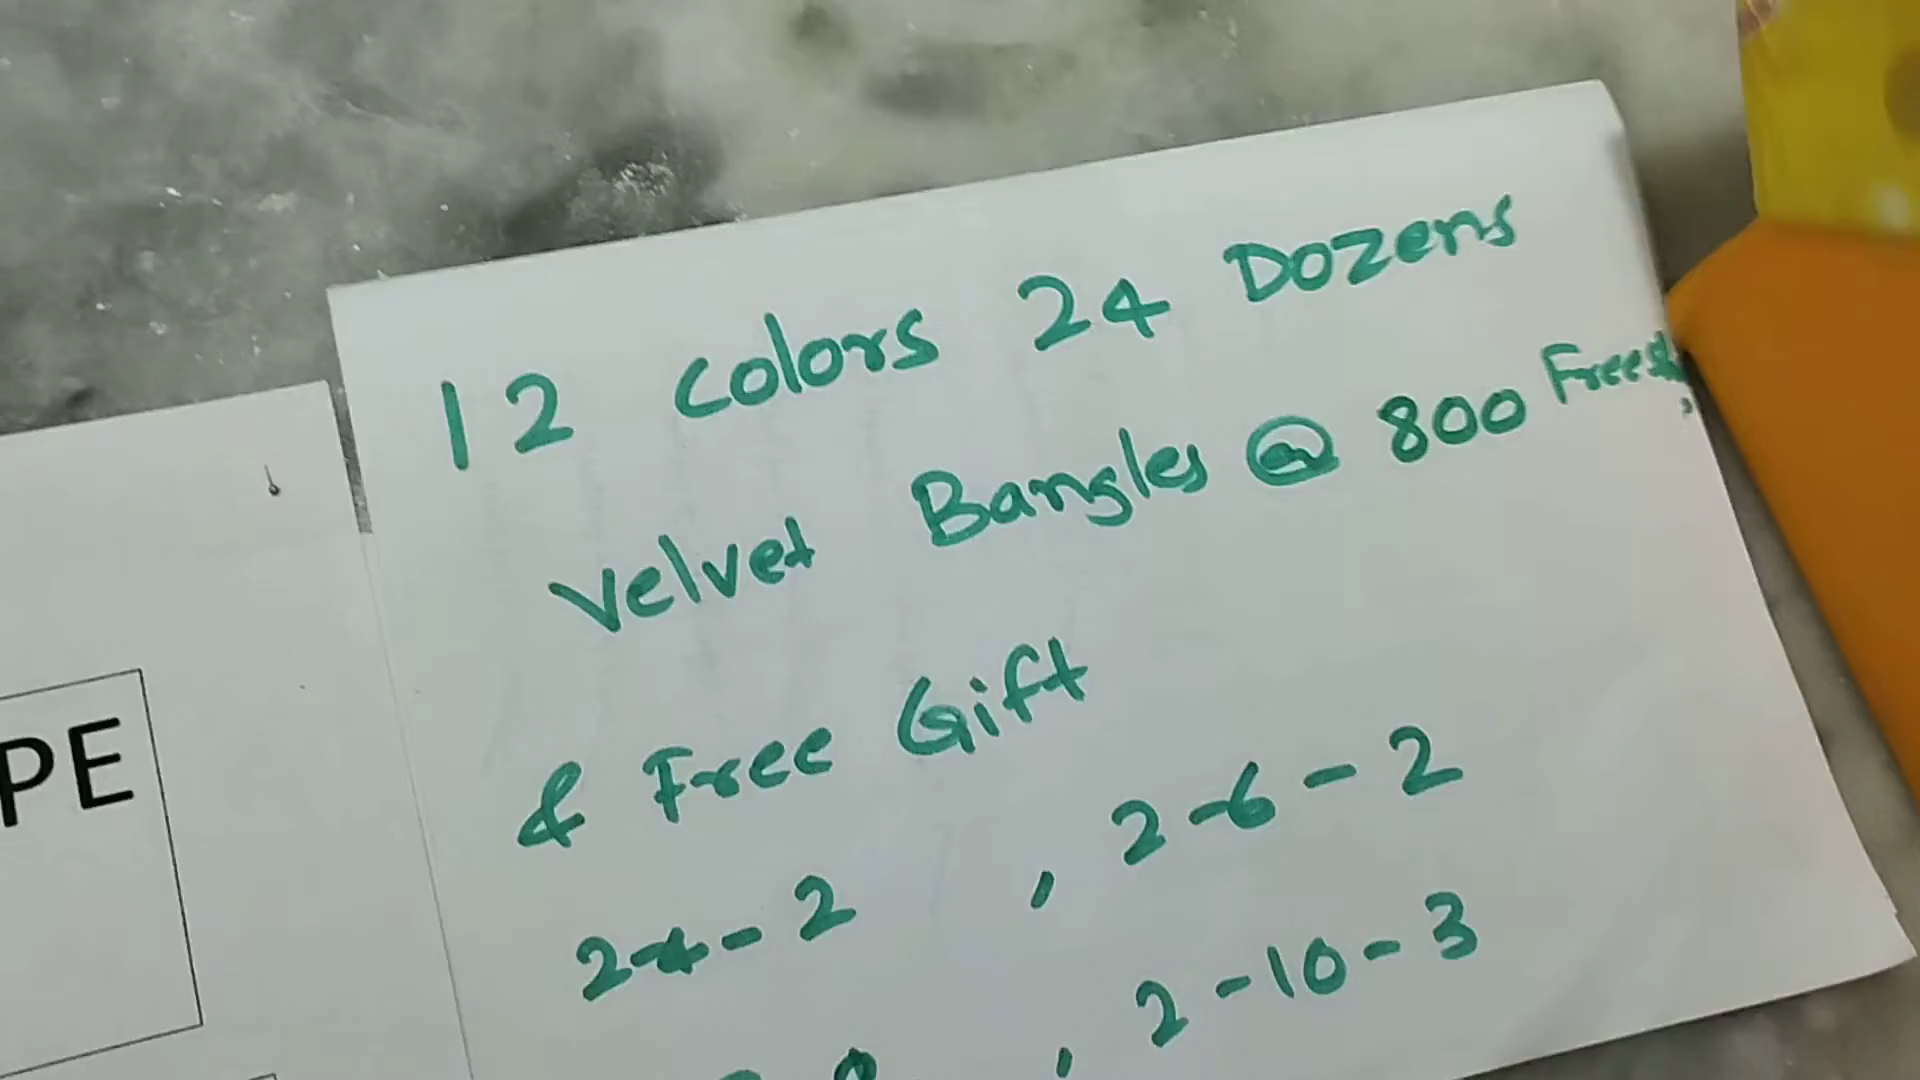 PE
12 colors 24 Dozens
Velvet Bangles @ 800 Free
& Free Gift
2-4-2 , 2-6-2
, 2-10-3